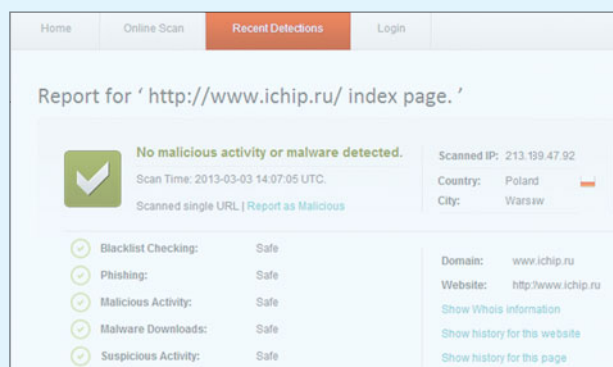 Home Online Scan Recent Detections Login
Report for ‘ http://www.ichip.ru/ index page. ’
No malicious activity or malware detected.
Scan Time: 2013-03-03 14:07:05 UTC.
Scanned single URL | Report as Malicious
Scanned IP: 213.189.47.92
Country: Poland
City: Warsaw
Blacklist Checking: Safe
Phishing: Safe
Malicious Activity: Safe
Malware Downloads: Safe
Suspicious Activity: Safe
Domain: www.ichip.ru
Website: http:\\www.ichip.ru
Show Whois information
Show history for this website
Show history for this page